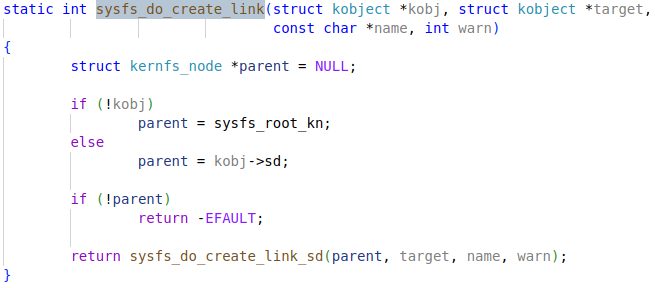 static int sysfs_do_create_link(struct kobject *kobj, struct kobject *target,
const char *name, int warn)
{
struct kernfs_node *parent = NULL;
if (!kobj)
parent = sysfs_root_kn;
else
parent = kobj->sd;
if (!parent)
return -EFAULT;
return sysfs_do_create_link_sd(parent, target, name, warn);
}